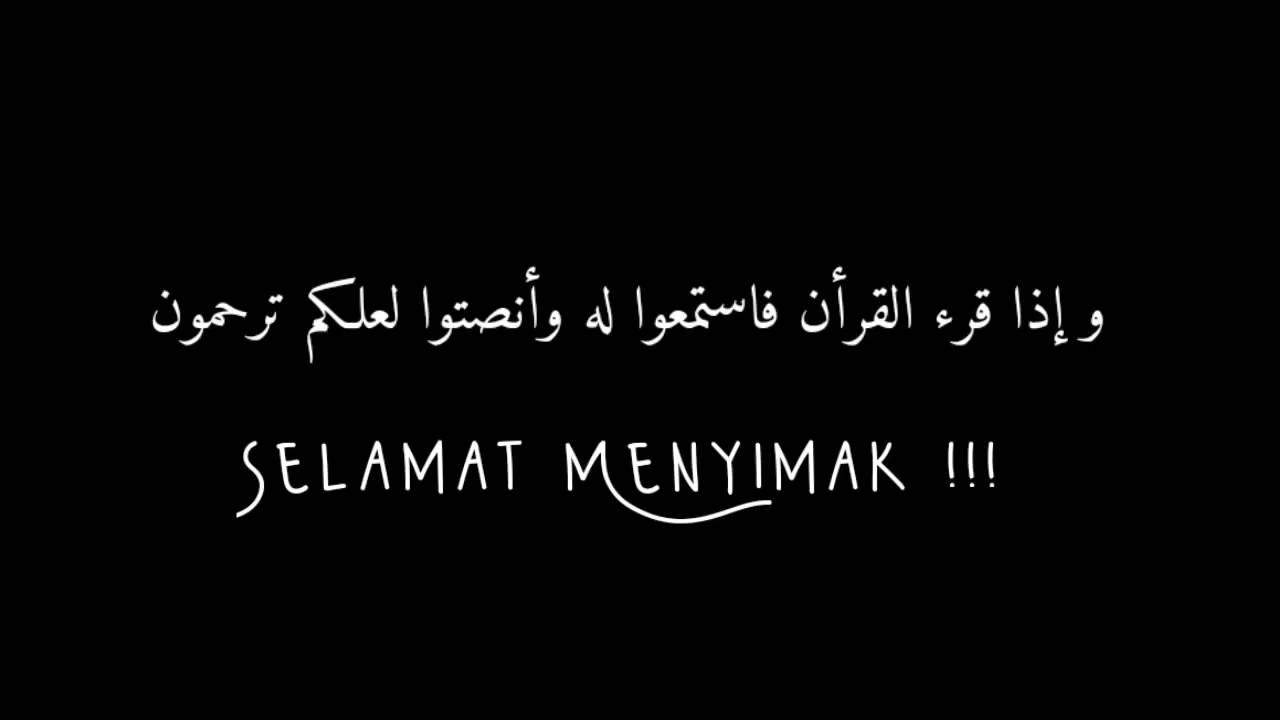 و إذا قرء القرأن فاستمعوا له وأنصتوا لعلكم ترحمون
SELAMAT MENYIMAK !!!